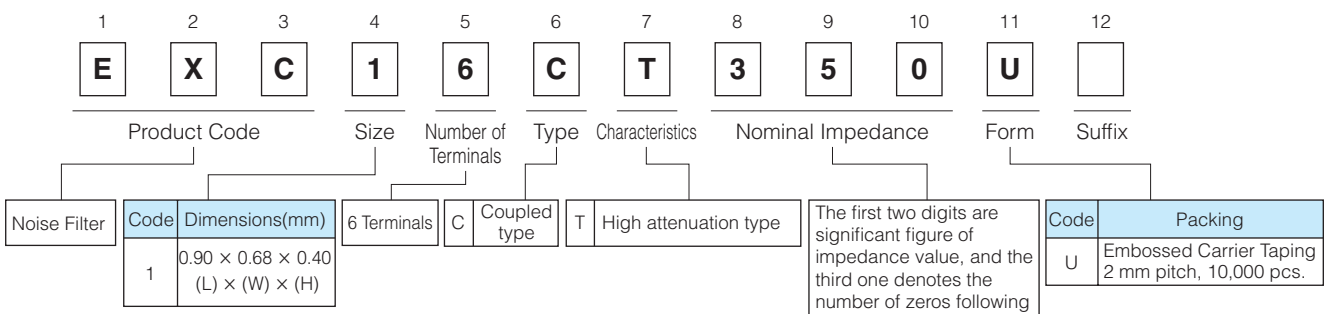 1 2 3 4 5 6 7 8 9 10 11 12
E X C 1 6 C T 3 5 0 U
Product Code Size Number of Terminals Type Characteristics Nominal Impedance Form Suffix
Noise Filter
Code Dimensions(mm)
1 0.90 × 0.68 × 0.40
(L) × (W) × (H)
6 Terminals
C Coupled
type
T High attenuation type
The first two digits are
significant figure of
impedance value, and the
third one denotes the
number of zeros following
Code Packing
U Embossed Carrier Taping
2 mm pitch, 10,000 pcs.